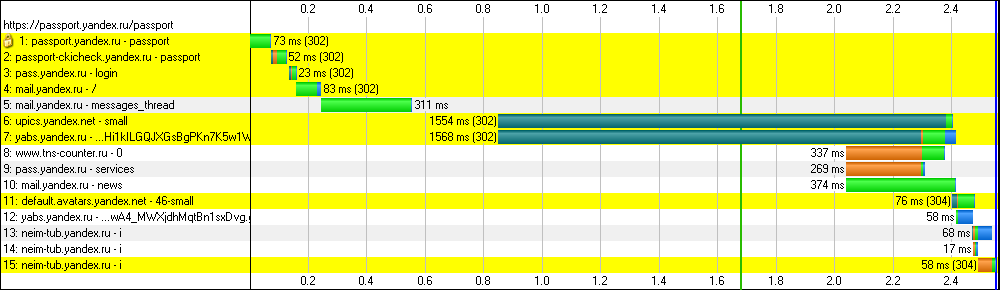 0.2 0.4 0.6 0.8 1.0 1.2 1.4 1.6 1.8 2.0 2.2 2.4
https://passport.yandex.ru/passport
1: passport.yandex.ru - passport 73 ms (302)
2: passport-ckicheck.yandex.ru - passport 52 ms (302)
3: pass.yandex.ru - login 23 ms (302)
4: mail.yandex.ru - / 83 ms (302)
5: mail.yandex.ru - messages_thread 311 ms
6: upics.yandex.net - small 1554 ms (302)
7: yabs.yandex.ru - ...Hi1kILGQJXGsBgPKn7K5w1W 1568 ms (302)
8: www.tns-counter.ru - 0 337 ms
9: pass.yandex.ru - services 269 ms
10: mail.yandex.ru - news 374 ms
11: default.avatars.yandex.net - 46-small 76 ms (304)
12: yabs.yandex.ru - ...wA4_MWXjdhMqtBn1sxDvg.g 58 ms
13: neim-tub.yandex.ru - i 68 ms
14: neim-tub.yandex.ru - i 17 ms
15: neim-tub.yandex.ru - i 58 ms (304)
0.2 0.4 0.6 0.8 1.0 1.2 1.4 1.6 1.8 2.0 2.2 2.4